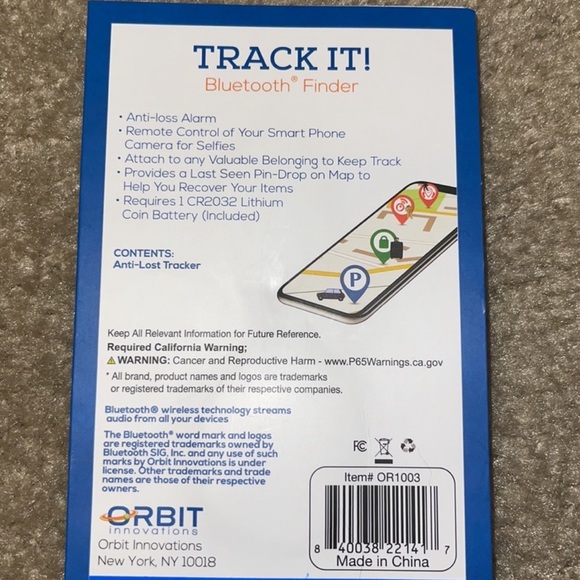 TRACK IT!
Bluetooth® Finder
• Anti-loss Alarm
• Remote Control of Your Smart Phone
Camera for Selfies
• Attach to any Valuable Belonging to Keep Track
• Provides a Last Seen Pin-Drop on Map to
Help You Recover Your Items
• Requires 1 CR2032 Lithium
Coin Battery (Included)
CONTENTS:
Anti-Lost Tracker
P
Keep All Relevant Information for Future Reference.
Required California Warning;
⚠ WARNING: Cancer and Reproductive Harm - www.P65Warnings.ca.gov
* All brand, product names and logos are trademarks
or registered trademarks of their respective companies.
Bluetooth® wireless technology streams
audio from all your devices
The Bluetooth® word mark and logos
are registered trademarks owned by
Bluetooth SIG, Inc. and any use of such
marks by Orbit Innovations is under
license. Other trademarks and trade
names are those of their respective
owners.
FC
ORBIT
innovations
Orbit Innovations
New York, NY 10018
Item# OR1003
8 40038 22141 7
Made in China